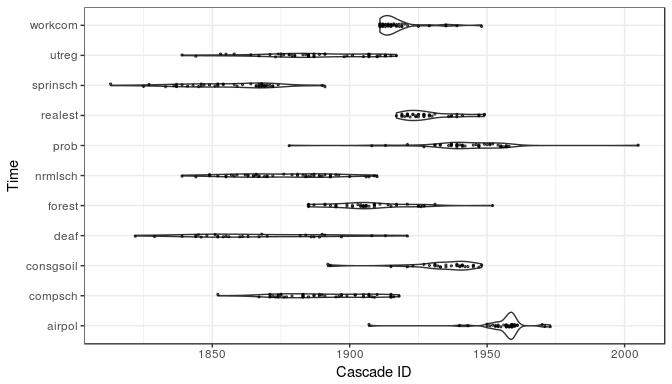 workcom
utreg
sprinsch
realest
prob
nrmlsch
forest
deaf
consgsoil
compsch
airpol
Time
1850 1900 1950 2000
Cascade ID